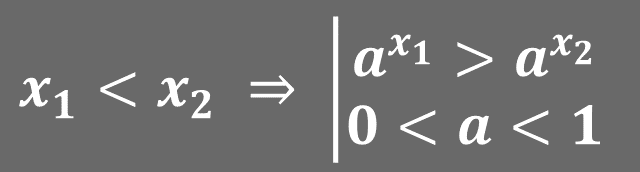 x₁ < x₂ ⇒ | aˣ¹ > aˣ²
0 < a < 1